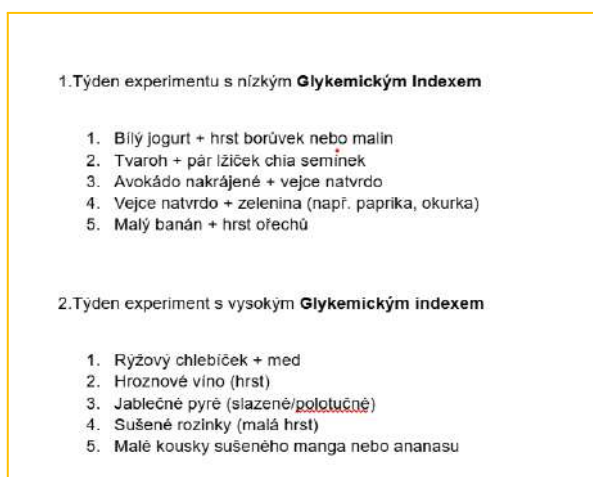 1.Týden experimentu s nízkým Glykemickým Indexem
1. Bílý jogurt + hrst borůvek nebo malin
2. Tvaroh + pár lžiček chia semínek
3. Avokádo nakrájené + vejce natvrdo
4. Vejce natvrdo + zelenina (např. paprika, okurka)
5. Malý banán + hrst ořechů
2.Týden experiment s vysokým Glykemickým indexem
1. Rýžový chlebíček + med
2. Hroznové víno (hrst)
3. Jablečné pyré (slazené/polotučné)
4. Sušené rozinky (malá hrst)
5. Malé kousky sušeného manga nebo ananasu